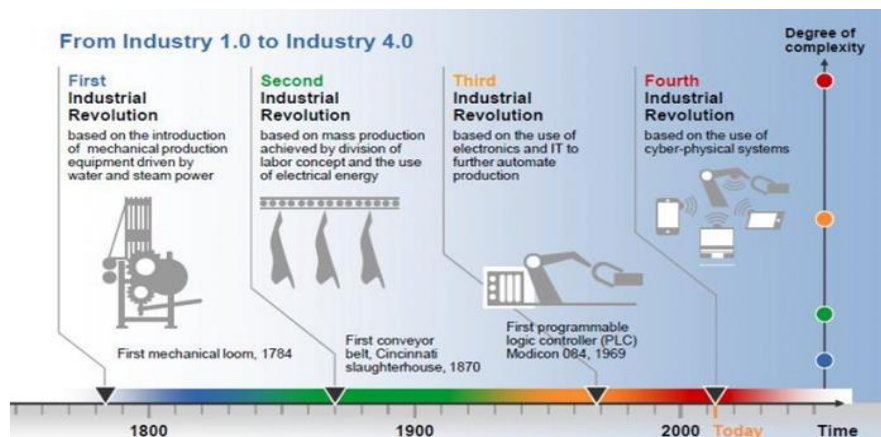 From Industry 1.0 to Industry 4.0
Degree of
complexity
First
Industrial
Revolution
based on the introduction
of mechanical production
equipment driven by
water and steam power
Second
Industrial
Revolution
based on mass production
achieved by division of
labor concept and the use
of electrical energy
Third
Industrial
Revolution
based on the use of
electronics and IT to
further automate
production
Fourth
Industrial
Revolution
based on the use of
cyber-physical systems
First mechanical loom, 1784
First conveyor
belt, Cincinnati
slaughterhouse, 1870
First programmable
logic controller (PLC)
Modicon 084, 1969
1800
1900
2000
Today
Time